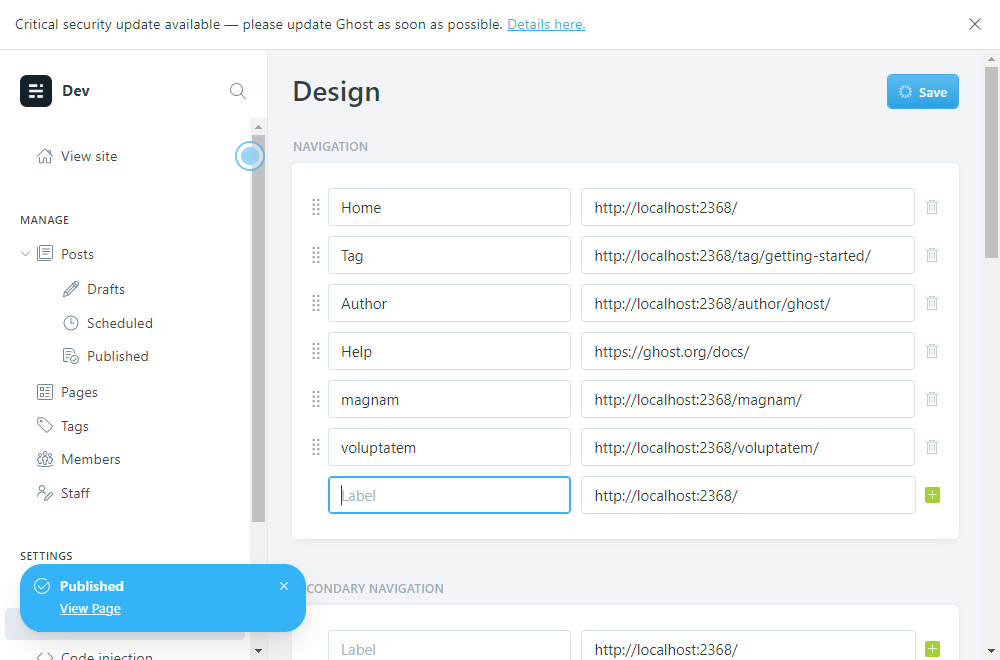 Critical security update available — please update Ghost as soon as possible. Details here.
Dev
View site
MANAGE
Posts
Drafts
Scheduled
Published
Pages
Tags
Members
Staff
SETTINGS
Published
View Page
Code injection
Design
Save
NAVIGATION
Home http://localhost:2368/
Tag http://localhost:2368/tag/getting-started/
Author http://localhost:2368/author/ghost/
Help https://ghost.org/docs/
magnam http://localhost:2368/magnam/
voluptatem http://localhost:2368/voluptatem/
Label http://localhost:2368/
CONDARY NAVIGATION
Label http://localhost:2368/